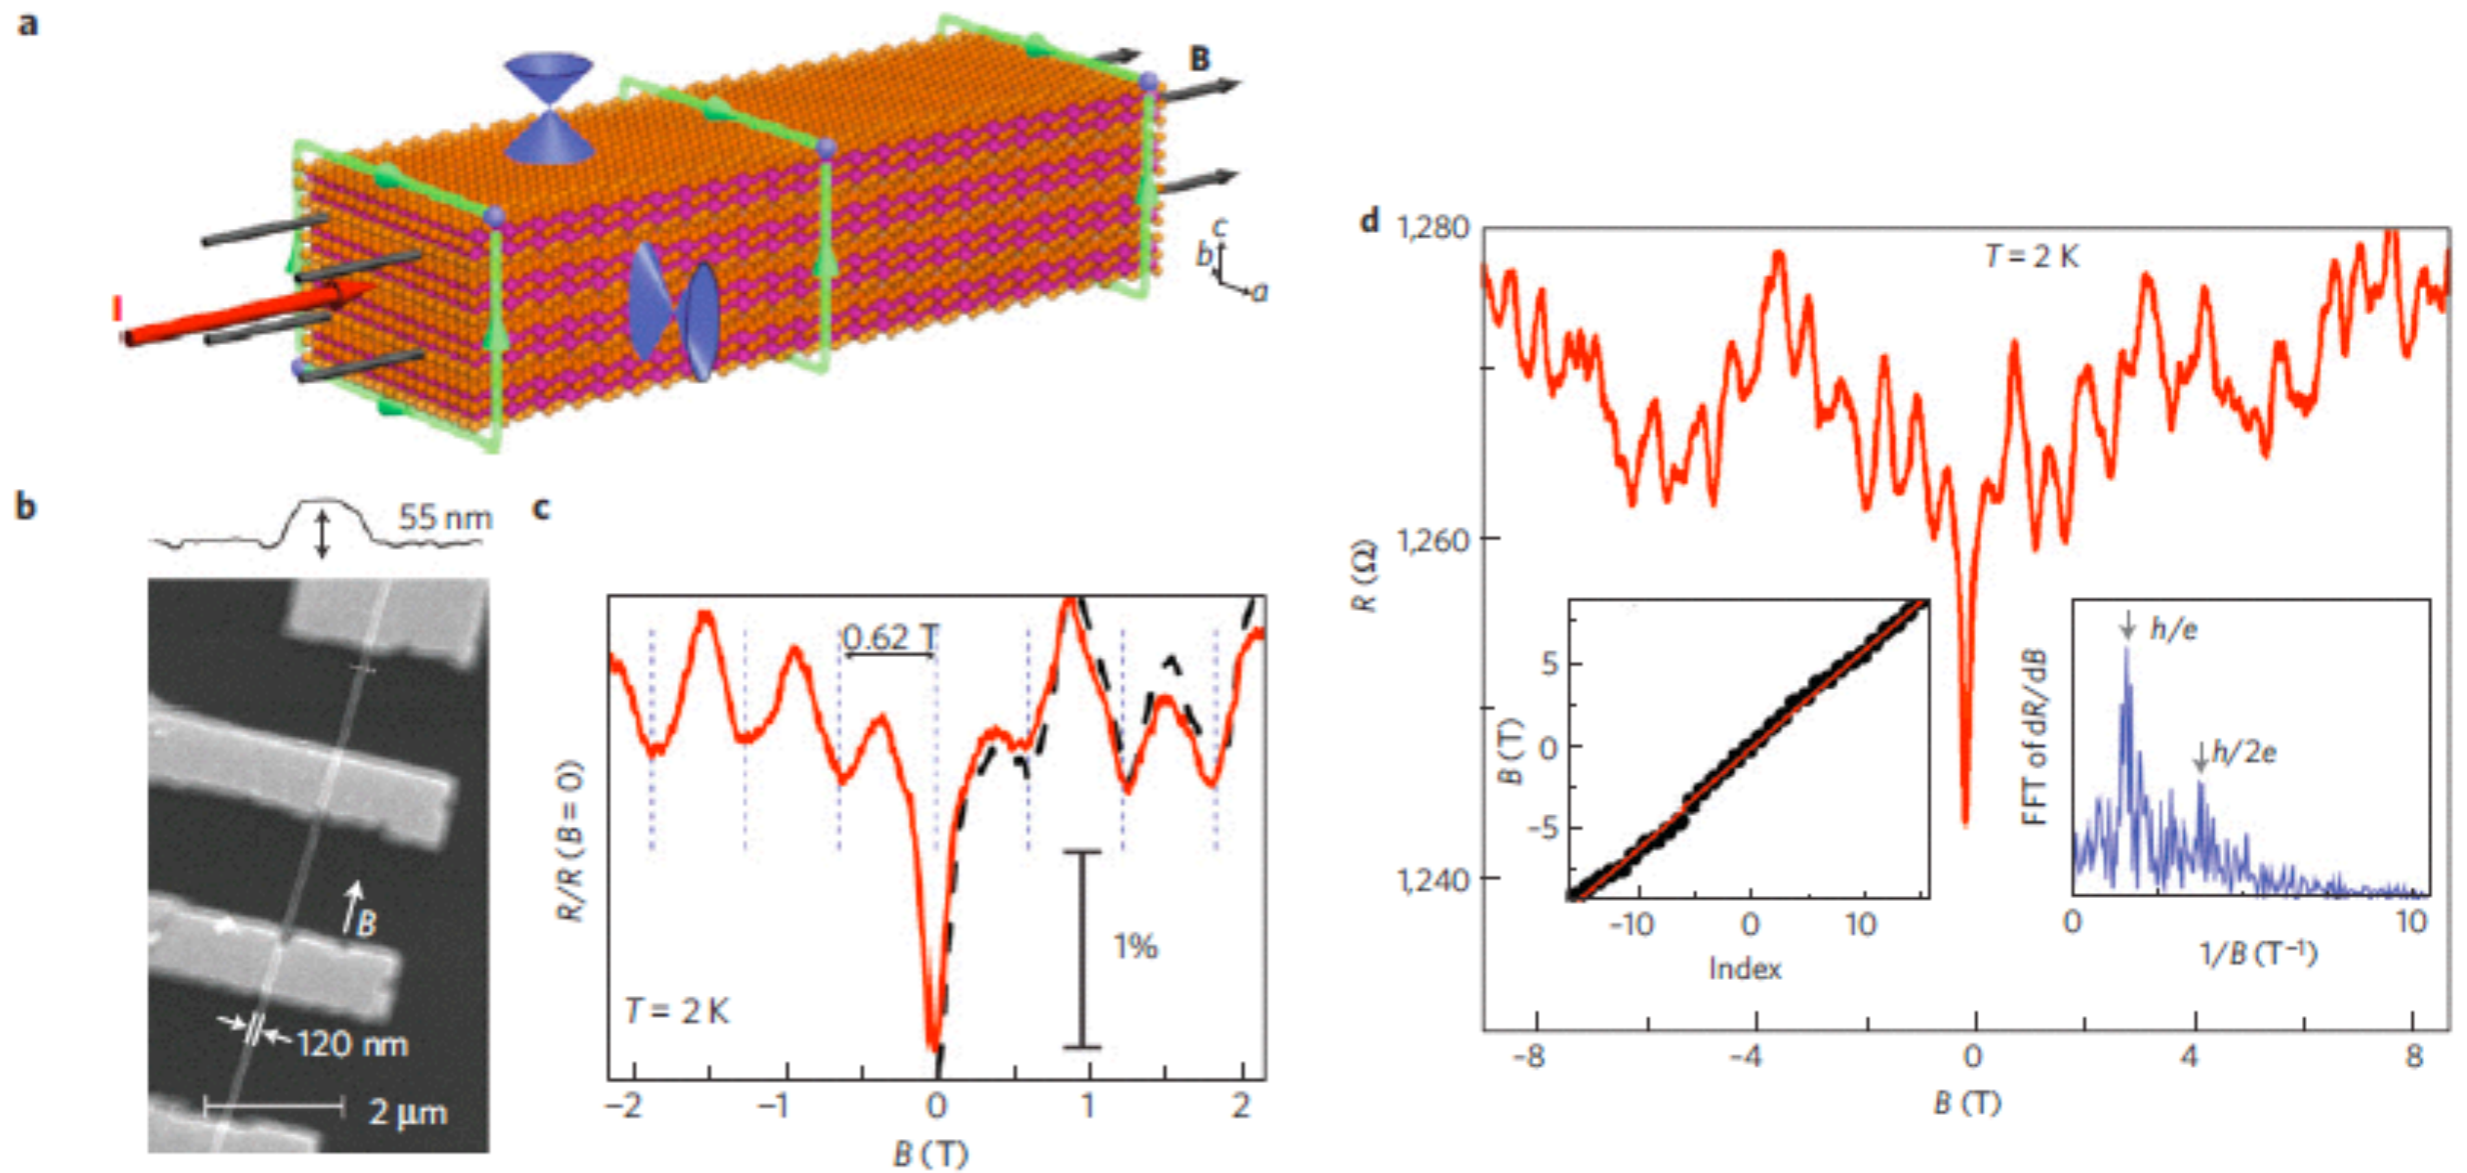 a
B
I
c
b
a
b
55 nm
B
120 nm
2 µm
c
0.62 T
R/R (B = 0)
1%
T = 2 K
−2
−1
0
1
2
B (T)
d
1,280
1,260
1,240
R (Ω)
T = 2 K
5
0
−5
B (T)
−10
0
10
Index
h/e
h/2e
FFT of dR/dB
0
10
1/B (T⁻¹)
−8
−4
0
4
8
B (T)